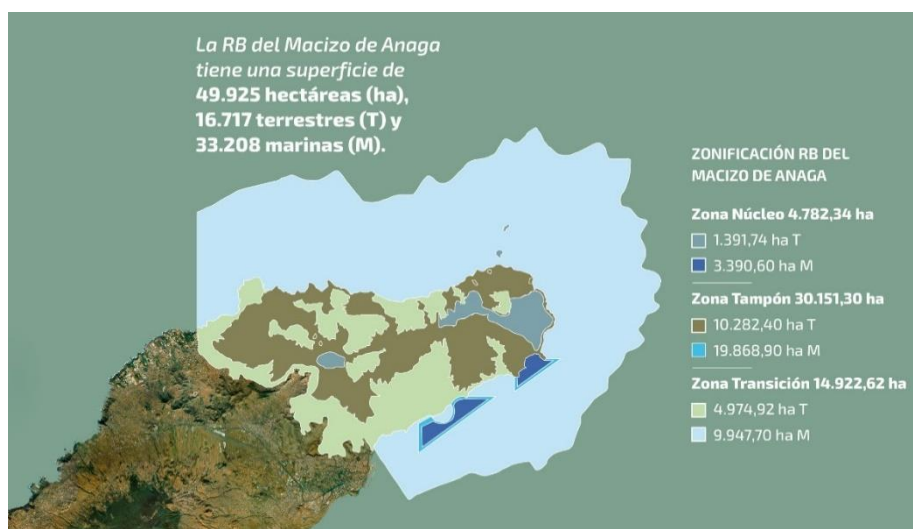 La RB del Macizo de Anaga
tiene una superficie de
49.925 hectáreas (ha),
16.717 terrestres (T) y
33.208 marinas (M).
ZONIFICACIÓN RB DEL
MACIZO DE ANAGA
Zona Núcleo 4.782,34 ha
1.391,74 ha T
3.390,60 ha M
Zona Tampón 30.151,30 ha
10.282,40 ha T
19.868,90 ha M
Zona Transición 14.922,62 ha
4.974,92 ha T
9.947,70 ha M